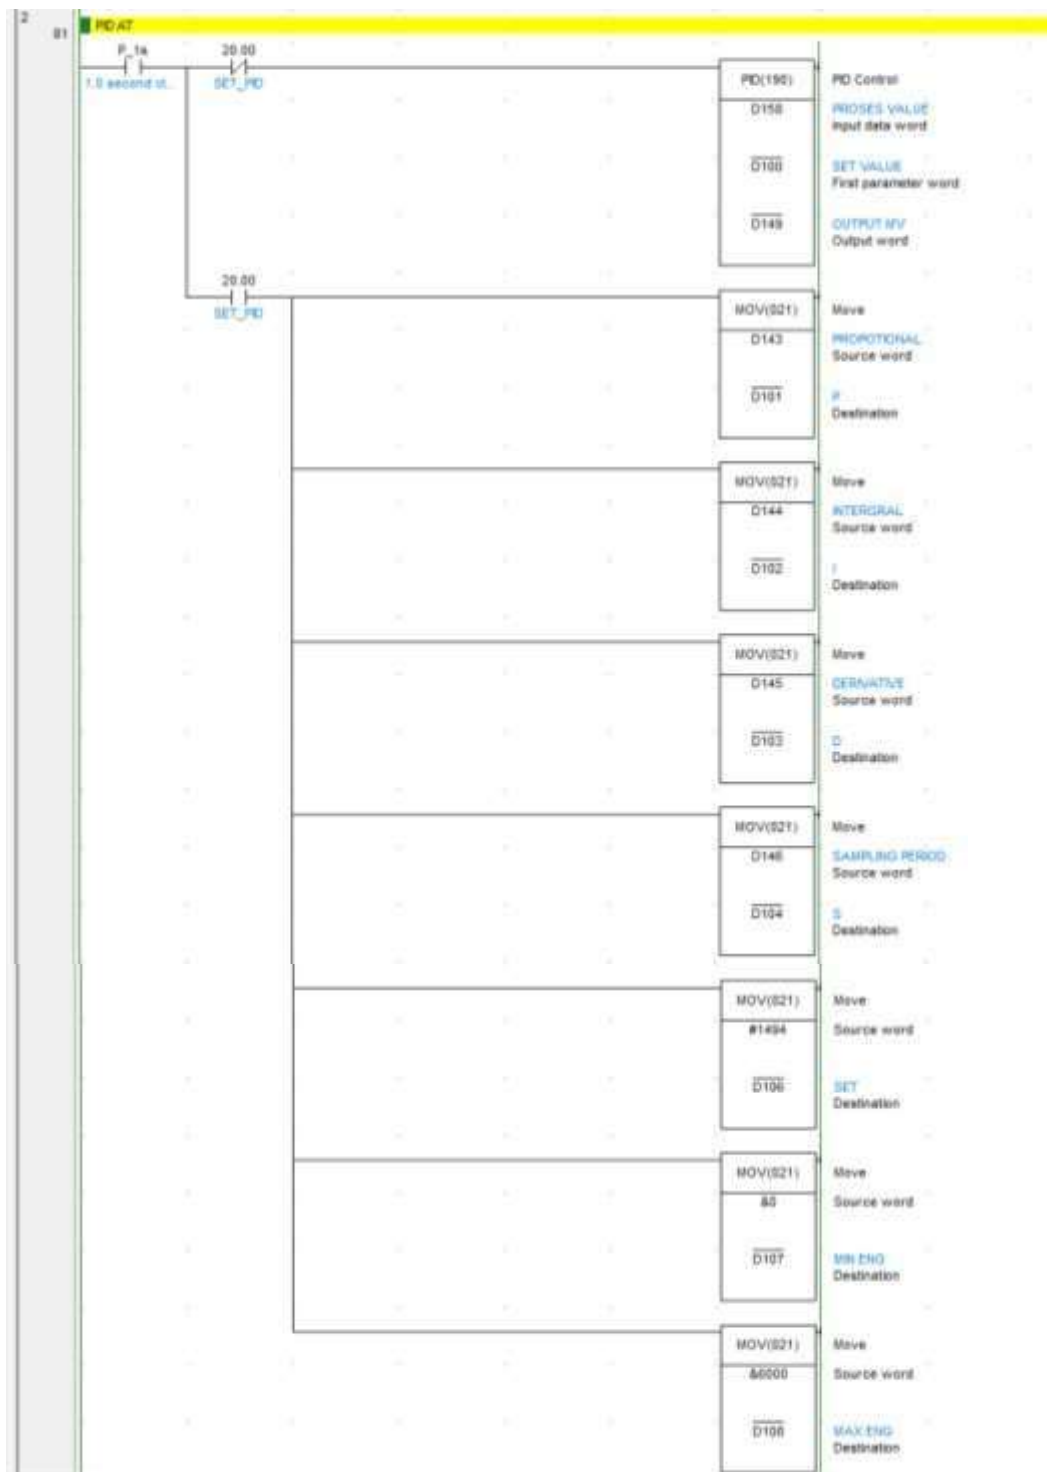 2
81
PID AT
P_1s
20.00
1.0 second cl...
SET_PID
PID(190)
PID Control
D158
PROSES VALUE
Input data word
D100
SET VALUE
First parameter word
D149
OUTPUT MV
Output word
20.00
SET_PID
MOV(021)
Move
D143
PROPOTIONAL
Source word
D101
P
Destination
MOV(021)
Move
D144
INTERGRAL
Source word
D102
I
Destination
MOV(021)
Move
D145
DERIVATIVE
Source word
D103
D
Destination
MOV(021)
Move
D146
SAMPLING PERIOD
Source word
D104
S
Destination
MOV(021)
Move
#1494
Source word
D106
SET
Destination
MOV(021)
Move
&0
Source word
D107
MIN ENG
Destination
MOV(021)
Move
&6000
Source word
D108
MAX ENG
Destination